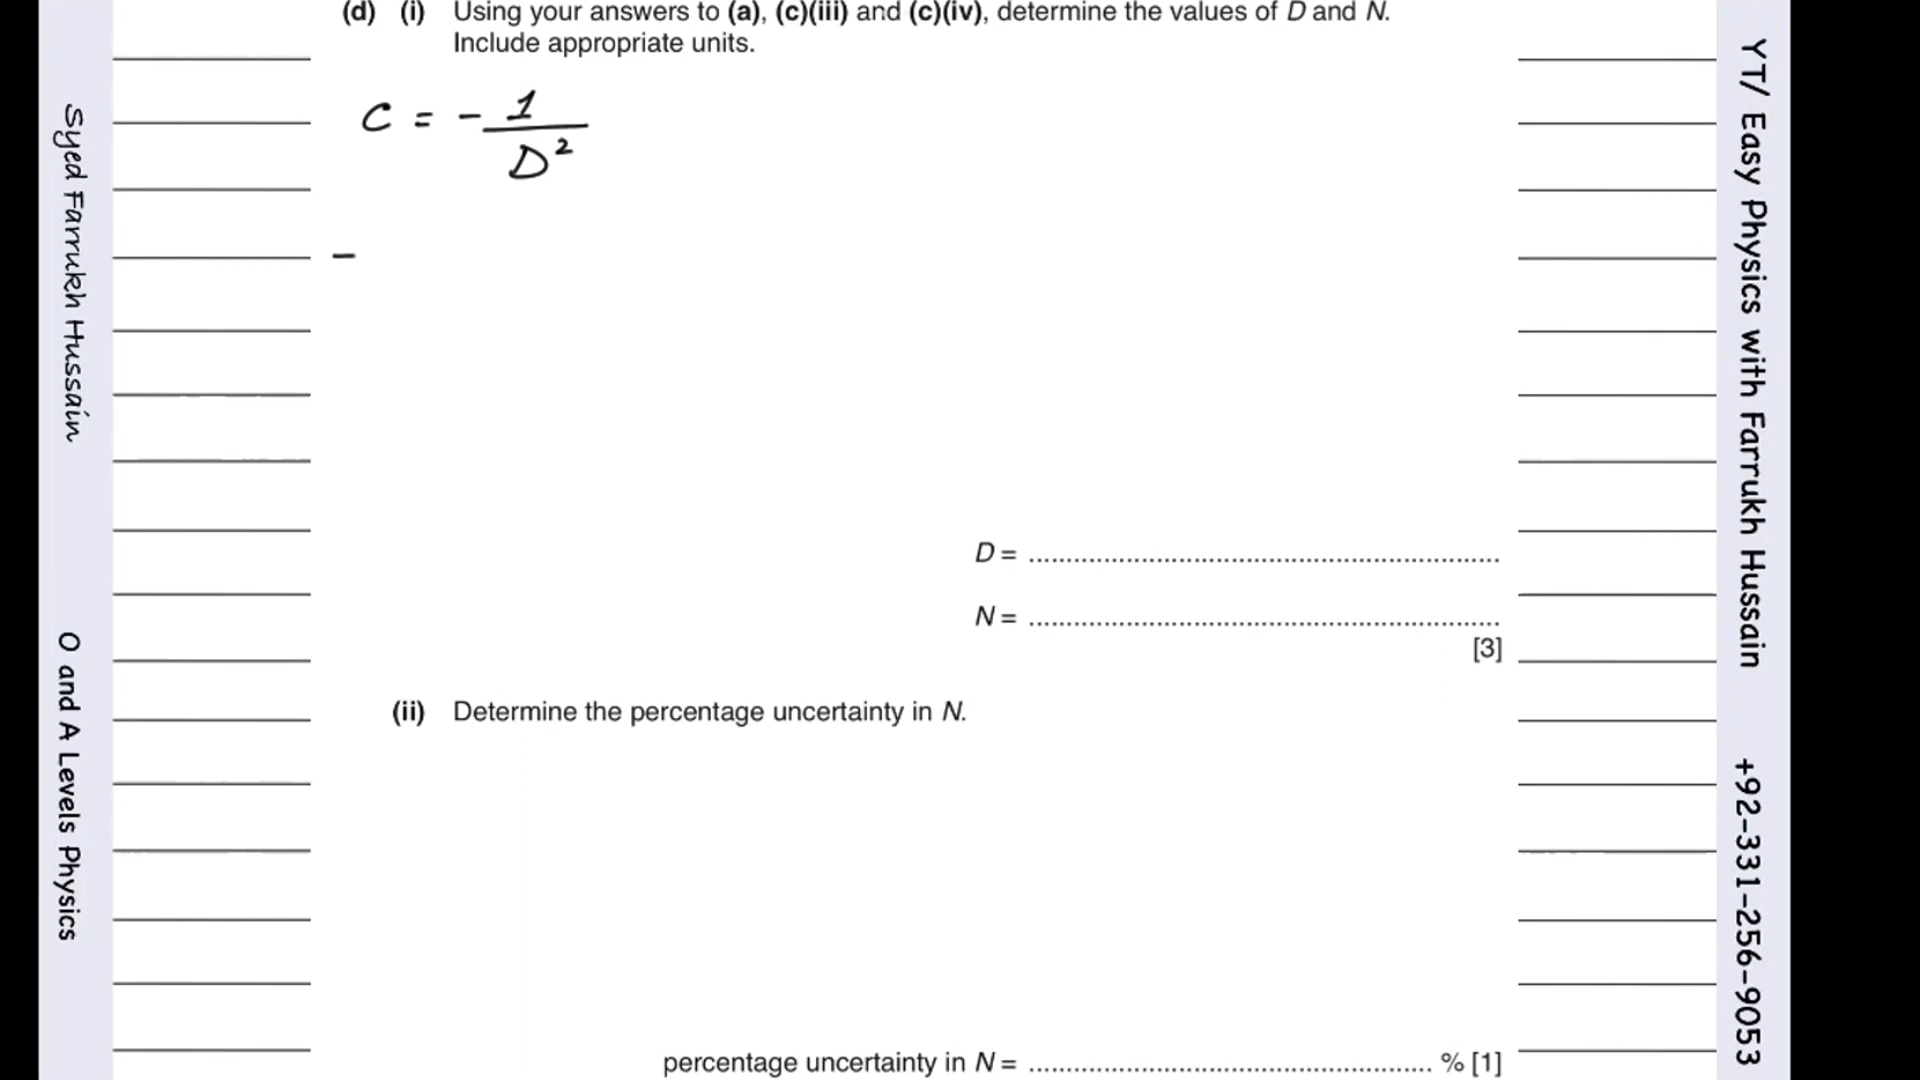 (d) (i) Using your answers to (a), (c)(iii) and (c)(iv), determine the values of D and N.
Include appropriate units.
C = - 1 / D²
-
D = ....................................................
N = ....................................................
[3]
(ii) Determine the percentage uncertainty in N.
percentage uncertainty in N = ............................................ % [1]
Syed Farrukh Hussain
O and A Levels Physics
YT/ Easy Physics with Farrukh Hussain
+92-331-256-9053